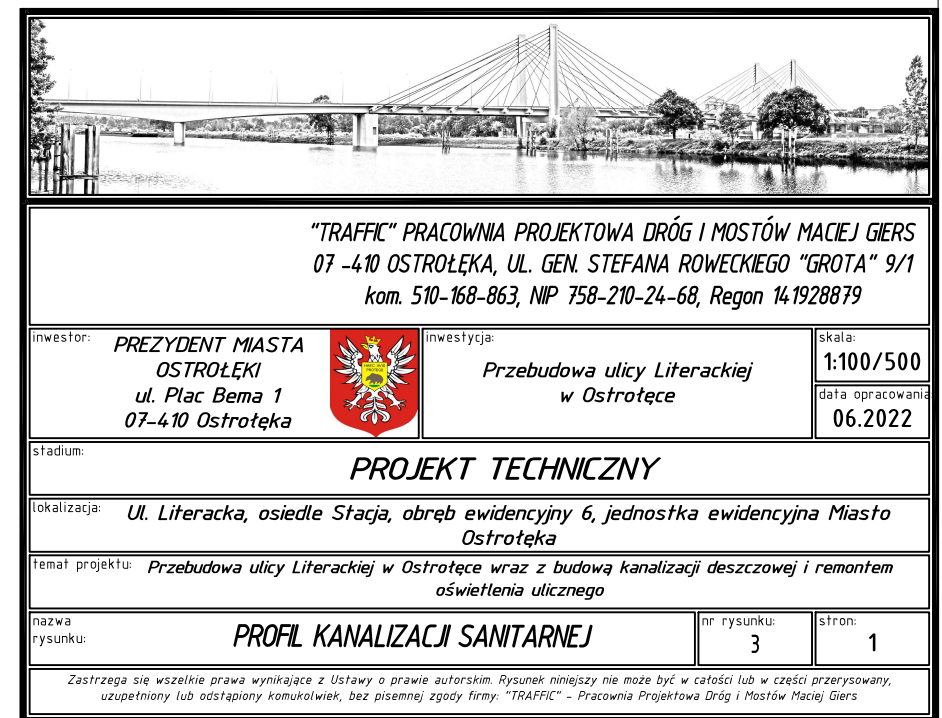 "TRAFFIC" PRACOWNIA PROJEKTOWA DRÓG I MOSTÓW MACIEJ GIERS
07 -410 OSTROŁĘKA, UL. GEN. STEFANA ROWECKIEGO "GROTA" 9/1
kom. 510-168-863, NIP 758-210-24-68, Regon 141928879
inwestor:
PREZYDENT MIASTA
OSTROŁĘKI
ul. Plac Bema 1
07-410 Ostrołęka
inwestycja:
Przebudowa ulicy Literackiej
w Ostrołęce
skala:
1:100/500
data opracowania:
06.2022
stadium:
PROJEKT TECHNICZNY
lokalizacja:
Ul. Literacka, osiedle Stacja, obręb ewidencyjny 6, jednostka ewidencyjna Miasto
Ostrołęka
temat projektu:
Przebudowa ulicy Literackiej w Ostrołęce wraz z budową kanalizacji deszczowej i remontem
oświetlenia ulicznego
nazwa
rysunku:
PROFIL KANALIZACJI SANITARNEJ
nr rysunku:
3
stron:
1
Zastrzega się wszelkie prawa wynikające z Ustawy o prawie autorskim. Rysunek niniejszy nie może być w całości lub w części przerysowany,
uzupełniony lub odstąpiony komukolwiek, bez pisemnej zgody firmy: "TRAFFIC" - Pracownia Projektowa Dróg i Mostów Maciej Giers